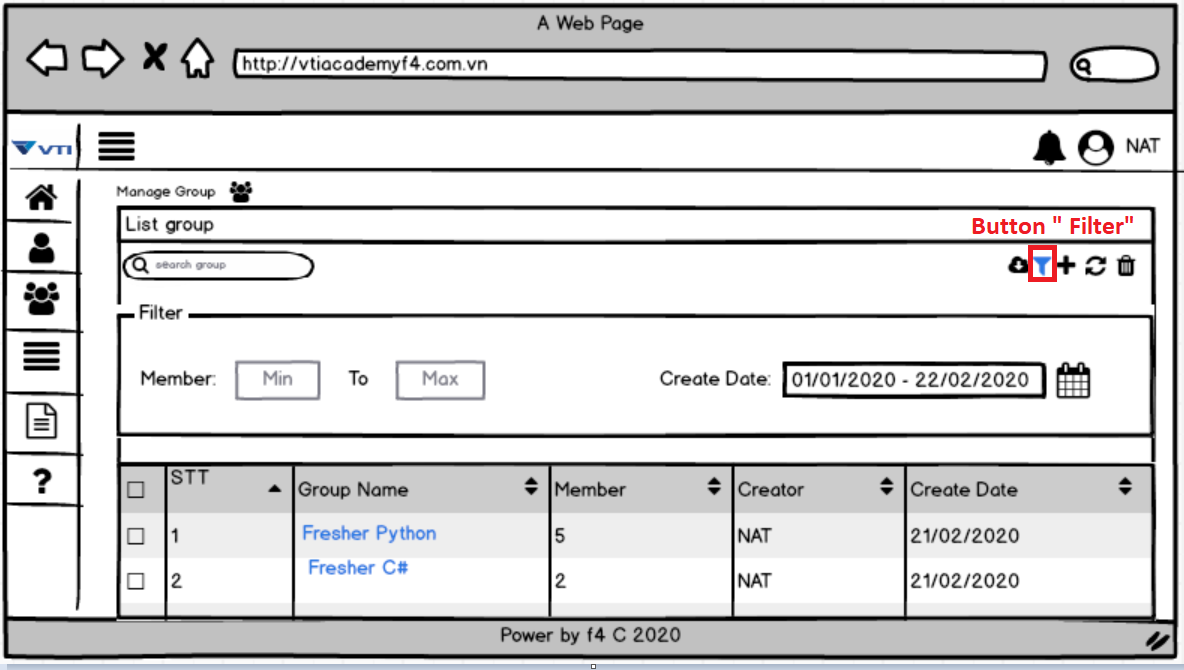 A Web Page
http://vtiacademyf4.com.vn
VTI
NAT
Manage Group
List group
Button " Filter"
search group
Filter
Member: Min To Max Create Date: 01/01/2020 - 22/02/2020
STT Group Name Member Creator Create Date
1 Fresher Python 5 NAT 21/02/2020
2 Fresher C# 2 NAT 21/02/2020
?
Power by f4 C 2020